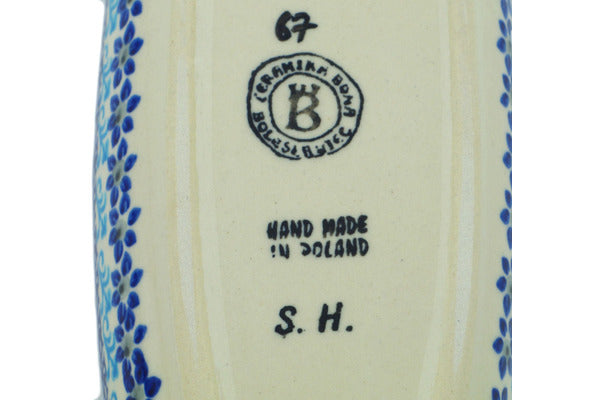 67
CERAMIKA BONA
BOLESŁAWIEC
B
HAND MADE
IN POLAND
S. H.